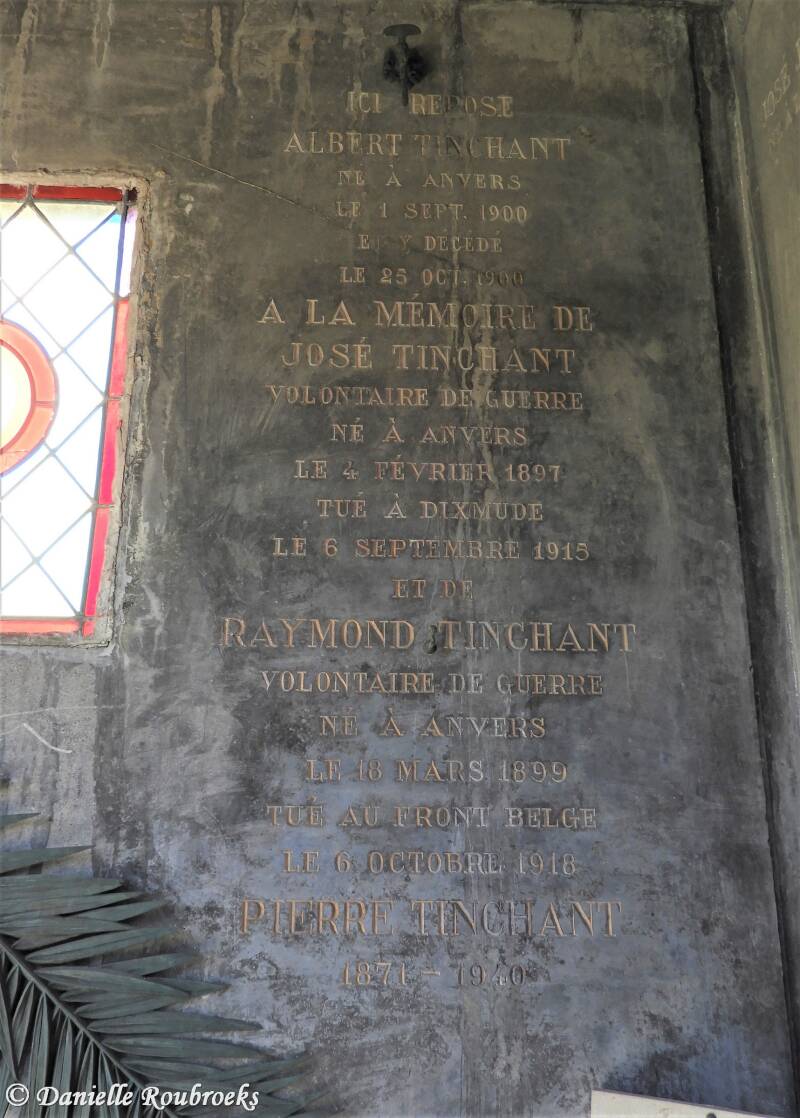 ICI REPOSE
ALBERT TINCHANT
NÉ À ANVERS
LE 1 SEPT. 1900
ET Y DÉCÉDÉ
LE 25 OCT. 1900
A LA MÉMOIRE DE
JOSÉ TINCHANT
VOLONTAIRE DE GUERRE
NÉ À ANVERS
LE 4 FÉVRIER 1897
TUÉ À DIXMUDE
LE 6 SEPTEMBRE 1915
ET DE
RAYMOND TINCHANT
VOLONTAIRE DE GUERRE
NÉ À ANVERS
LE 18 MARS 1899
TUÉ AU FRONT BELGE
LE 6 OCTOBRE 1918
PIERRE TINCHANT
1871 - 1940
JOSE
© Danielle Roubroeks